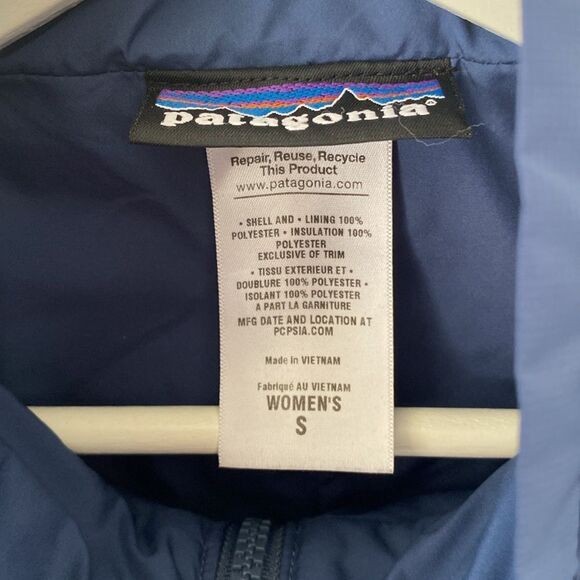 patagonia®
Repair, Reuse, Recycle
This Product
www.patagonia.com
• SHELL AND • LINING 100%
POLYESTER • INSULATION 100%
POLYESTER
EXCLUSIVE OF TRIM
• TISSU EXTERIEUR ET •
DOUBLURE 100% POLYESTER •
ISOLANT 100% POLYESTER
A PART LA GARNITURE
MFG DATE AND LOCATION AT
PCPSIA.COM
Made in VIETNAM
Fabriqué AU VIETNAM
WOMEN'S
S